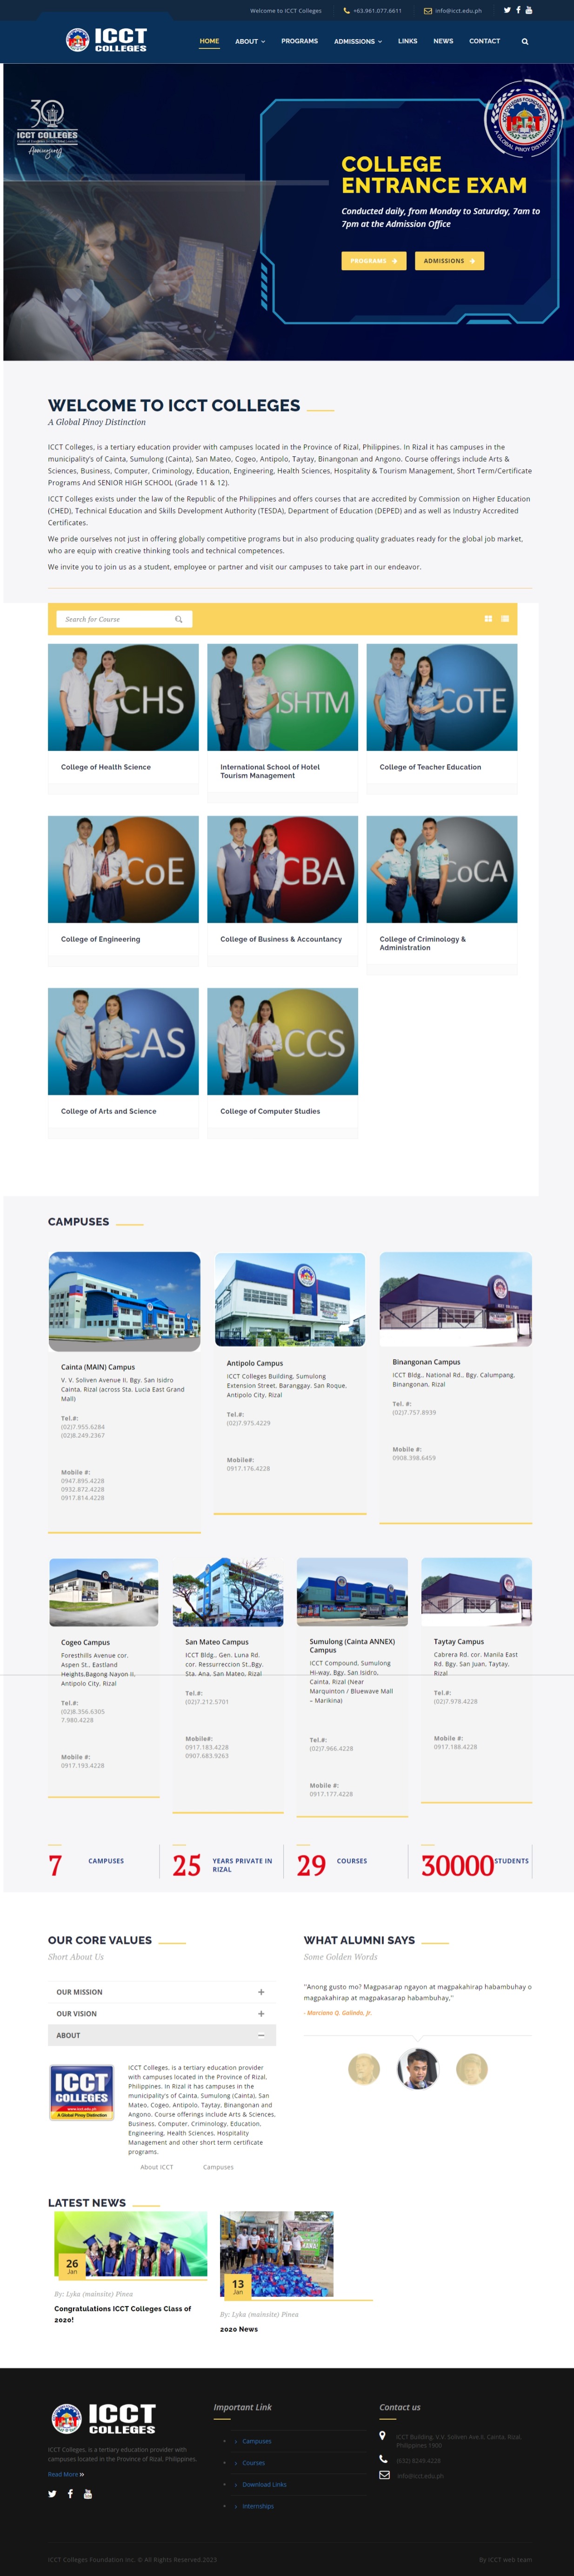 Welcome to ICCT Colleges
+63.961.077.6611
info@icct.edu.ph
ICCT
COLLEGES
HOME
ABOUT
PROGRAMS
ADMISSIONS
LINKS
NEWS
CONTACT
30
ICCT COLLEGES
Anniversary
COLLEGE
ENTRANCE EXAM
Conducted daily, from Monday to Saturday, 7am to
7pm at the Admission Office
PROGRAMS
ADMISSIONS
WELCOME TO ICCT COLLEGES
A Global Pinoy Distinction
ICCT Colleges, is a tertiary education provider with campuses located in the Province of Rizal, Philippines. In Rizal it has campuses in the
municipality's of Cainta, Sumulong (Cainta), San Mateo, Cogeo, Antipolo, Taytay, Binangonan and Angono. Course offerings include Arts &
Sciences, Business, Computer, Criminology, Education, Engineering, Health Sciences, Hospitality & Tourism Management, Short Term/Certificate
Programs And SENIOR HIGH SCHOOL (Grade 11 & 12).
ICCT Colleges exists under the law of the Republic of the Philippines and offers courses that are accredited by Commission on Higher Education
(CHED), Technical Education and Skills Development Authority (TESDA), Department of Education (DEPED) and as well as Industry Accredited
Certificates.
We pride ourselves not just in offering globally competitive programs but in also producing quality graduates ready for the global job market,
who are equip with creative thinking tools and technical competences.
We invite you to join us as a student, employee or partner and visit our campuses to take part in our endeavor.
Search for Course
CHS
ISHTM
CoTE
College of Health Science
International School of Hotel
Tourism Management
College of Teacher Education
CoE
CBA
CoCA
College of Engineering
College of Business & Accountancy
College of Criminology &
Administration
CAS
CCS
College of Arts and Science
College of Computer Studies
CAMPUSES
Cainta (MAIN) Campus
V. V. Soliven Avenue II, Bgy. San Isidro
Cainta, Rizal (across Sta. Lucia East Grand
Mall)
Tel.#:
(02)7.955.6284
(02)8.249.2367
Mobile #:
0947.895.4228
0932.872.4228
0917.814.4228
Antipolo Campus
ICCT Colleges Building, Sumulong
Extension Street, Baranggay. San Roque,
Antipolo City, Rizal
Tel.#:
(02)7.975.4229
Mobile#:
0917.176.4228
Binangonan Campus
ICCT Bldg., National Rd., Bgy. Calumpang,
Binangonan, Rizal
Tel. #:
(02)7.757.8939
Mobile #:
0908.398.6459
Cogeo Campus
Foresthills Avenue cor.
Aspen St., Eastland
Heights,Bagong Nayon II,
Antipolo City, Rizal
Tel.#:
(02)8.356.6305
7.980.4228
Mobile #:
0917.193.4228
San Mateo Campus
ICCT Bldg., Gen. Luna Rd.
cor. Ressurreccion St.,Bgy.
Sta. Ana, San Mateo, Rizal
Tel.#:
(02)7.212.5701
Mobile#:
0917.183.4228
0907.683.9263
Sumulong (Cainta ANNEX)
Campus
ICCT Compound, Sumulong
Hi-way, Bgy. San Isidro,
Cainta, Rizal (Near
Marquinton / Bluewave Mall
– Marikina)
Tel.#:
(02)7.966.4228
Mobile #:
0917.177.4228
Taytay Campus
Cabrera Rd. cor. Manila East
Rd. Bgy. San Juan, Taytay,
Rizal
Tel.#:
(02)7.978.4228
Mobile #:
0917.188.4228
7
CAMPUSES
25
YEARS PRIVATE IN
RIZAL
29
COURSES
30000
STUDENTS
OUR CORE VALUES
Short About Us
OUR MISSION
OUR VISION
ABOUT
ICCT
COLLEGES
A Global Pinoy Distinction
ICCT Colleges, is a tertiary education provider
with campuses located in the Province of Rizal,
Philippines. In Rizal it has campuses in the
municipality's of Cainta, Sumulong (Cainta), San
Mateo, Cogeo, Antipolo, Taytay, Binangonan and
Angono. Course offerings include Arts & Sciences,
Business, Computer, Criminology, Education,
Engineering, Health Sciences, Hospitality
Management and other short term certificate
programs.
About ICCT
Campuses
WHAT ALUMNI SAYS
Some Golden Words
"Anong gusto mo? Magpasarap ngayon at magpakahirap habambuhay o
magpakahirap at magpakasarap habambuhay,"
- Marciano Q. Galindo, Jr.
LATEST NEWS
26
Jan
By: Lyka (mainsite) Pinea
Congratulations ICCT Colleges Class of
2020!
13
Jan
By: Lyka (mainsite) Pinea
2020 News
ICCT
COLLEGES
ICCT Colleges, is a tertiary education provider with
campuses located in the Province of Rizal, Philippines.
Read More »
Important Link
Campuses
Courses
Download Links
Internships
Contact us
ICCT Building, V.V. Soliven Ave.II, Cainta, Rizal,
Philippines 1900
(632) 8249-4228
info@icct.edu.ph
ICCT Colleges Foundation Inc. © All Rights Reserved 2023
By ICCT web team